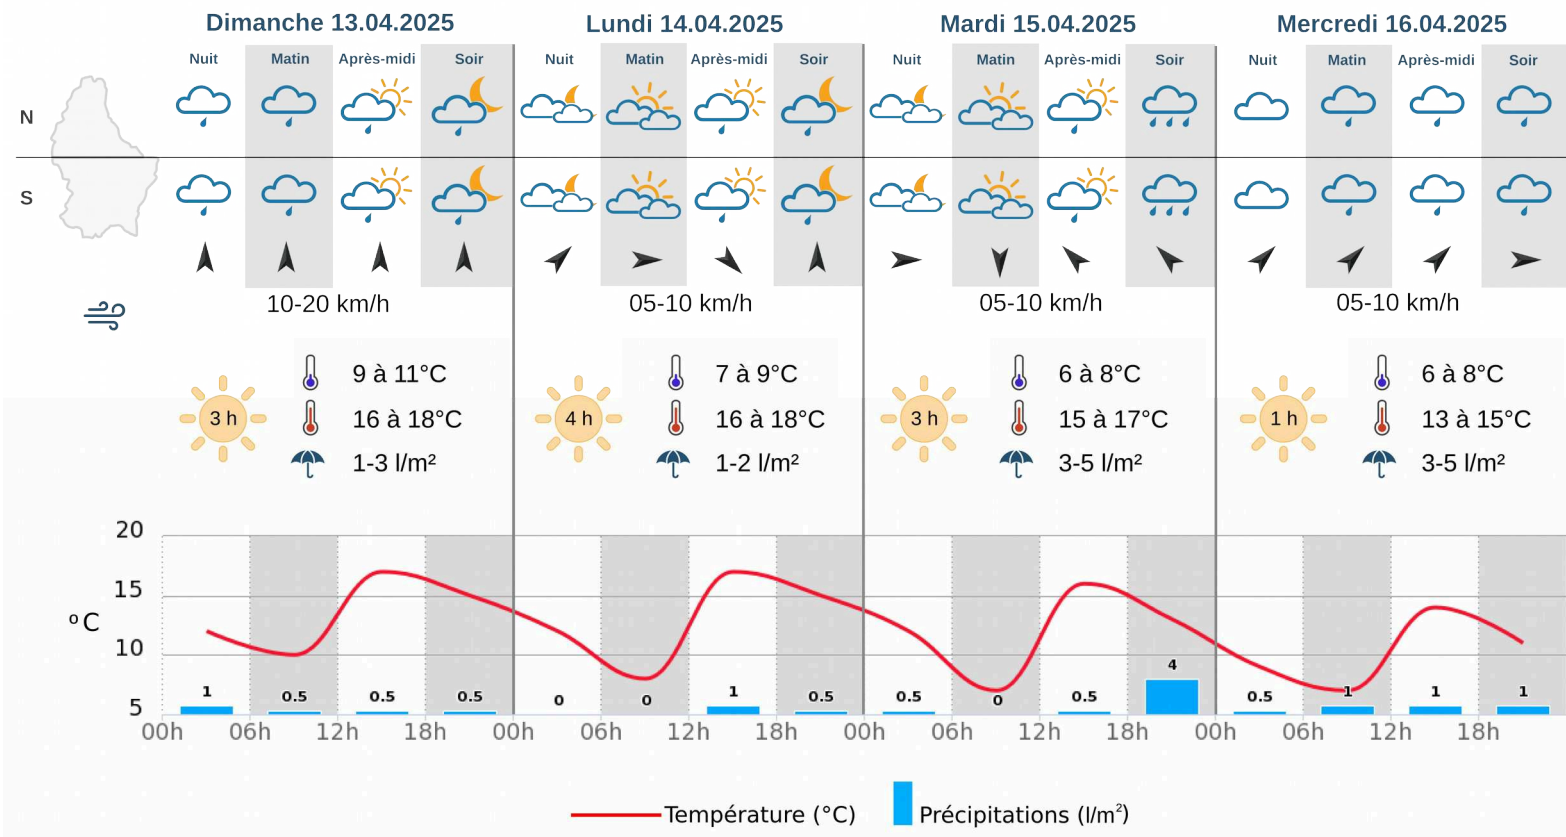 Dimanche 13.04.2025 Lundi 14.04.2025 Mardi 15.04.2025 Mercredi 16.04.2025
Nuit Matin Après-midi Soir Nuit Matin Après-midi Soir Nuit Matin Après-midi Soir Nuit Matin Après-midi Soir
N
S
10-20 km/h 05-10 km/h 05-10 km/h 05-10 km/h
9 à 11°C 7 à 9°C 6 à 8°C 6 à 8°C
3 h 16 à 18°C 4 h 16 à 18°C 3 h 15 à 17°C 1 h 13 à 15°C
1-3 l/m² 1-2 l/m² 3-5 l/m² 3-5 l/m²
20
15
°C
10
5
1 0.5 0.5 0.5 0 0 1 0.5 0.5 0 0.5 4 0.5 1 1 1
00h 06h 12h 18h 00h 06h 12h 18h 00h 06h 12h 18h 00h 06h 12h 18h
Température (°C) Précipitations (l/m²)